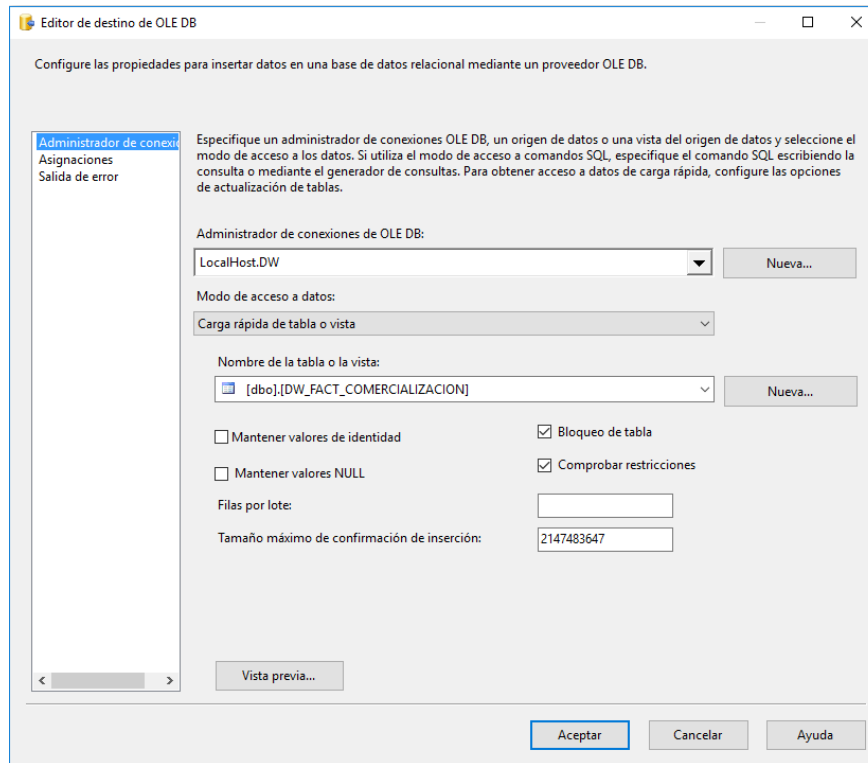 Editor de destino de OLE DB
Configure las propiedades para insertar datos en una base de datos relacional mediante un proveedor OLE DB.
Administrador de conexio
Asignaciones
Salida de error
Especifique un administrador de conexiones OLE DB, un origen de datos o una vista del origen de datos y seleccione el
modo de acceso a los datos. Si utiliza el modo de acceso a comandos SQL, especifique el comando SQL escribiendo la
consulta o mediante el generador de consultas. Para obtener acceso a datos de carga rápida, configure las opciones
de actualización de tablas.
Administrador de conexiones de OLE DB:
LocalHost.DW
Nueva...
Modo de acceso a datos:
Carga rápida de tabla o vista
Nombre de la tabla o la vista:
[dbo].[DW_FACT_COMERCIALIZACION]
Nueva...
Mantener valores de identidad
Bloqueo de tabla
Mantener valores NULL
Comprobar restricciones
Filas por lote:
Tamaño máximo de confirmación de inserción:
2147483647
Vista previa...
Aceptar
Cancelar
Ayuda